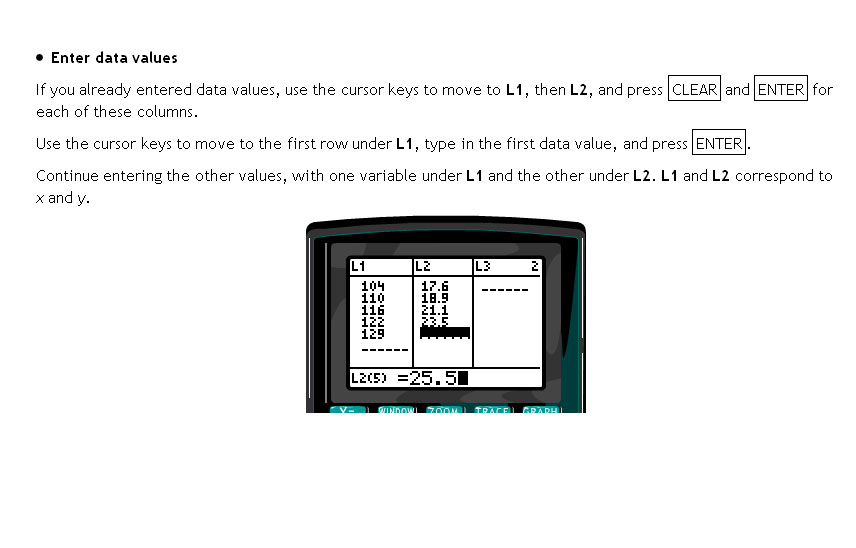 • Enter data values
If you already entered data values, use the cursor keys to move to L1, then L2, and press CLEAR and ENTER for
each of these columns.
Use the cursor keys to move to the first row under L1, type in the first data value, and press ENTER.
Continue entering the other values, with one variable under L1 and the other under L2. L1 and L2 correspond to
x and y.
L1 L2 L3 2
104 17.6 ------
110 18.9
116 21.1
122 23.5
129
------
L2(5) =25.5
Y= WINDOW ZOOM TRACE GRAPH